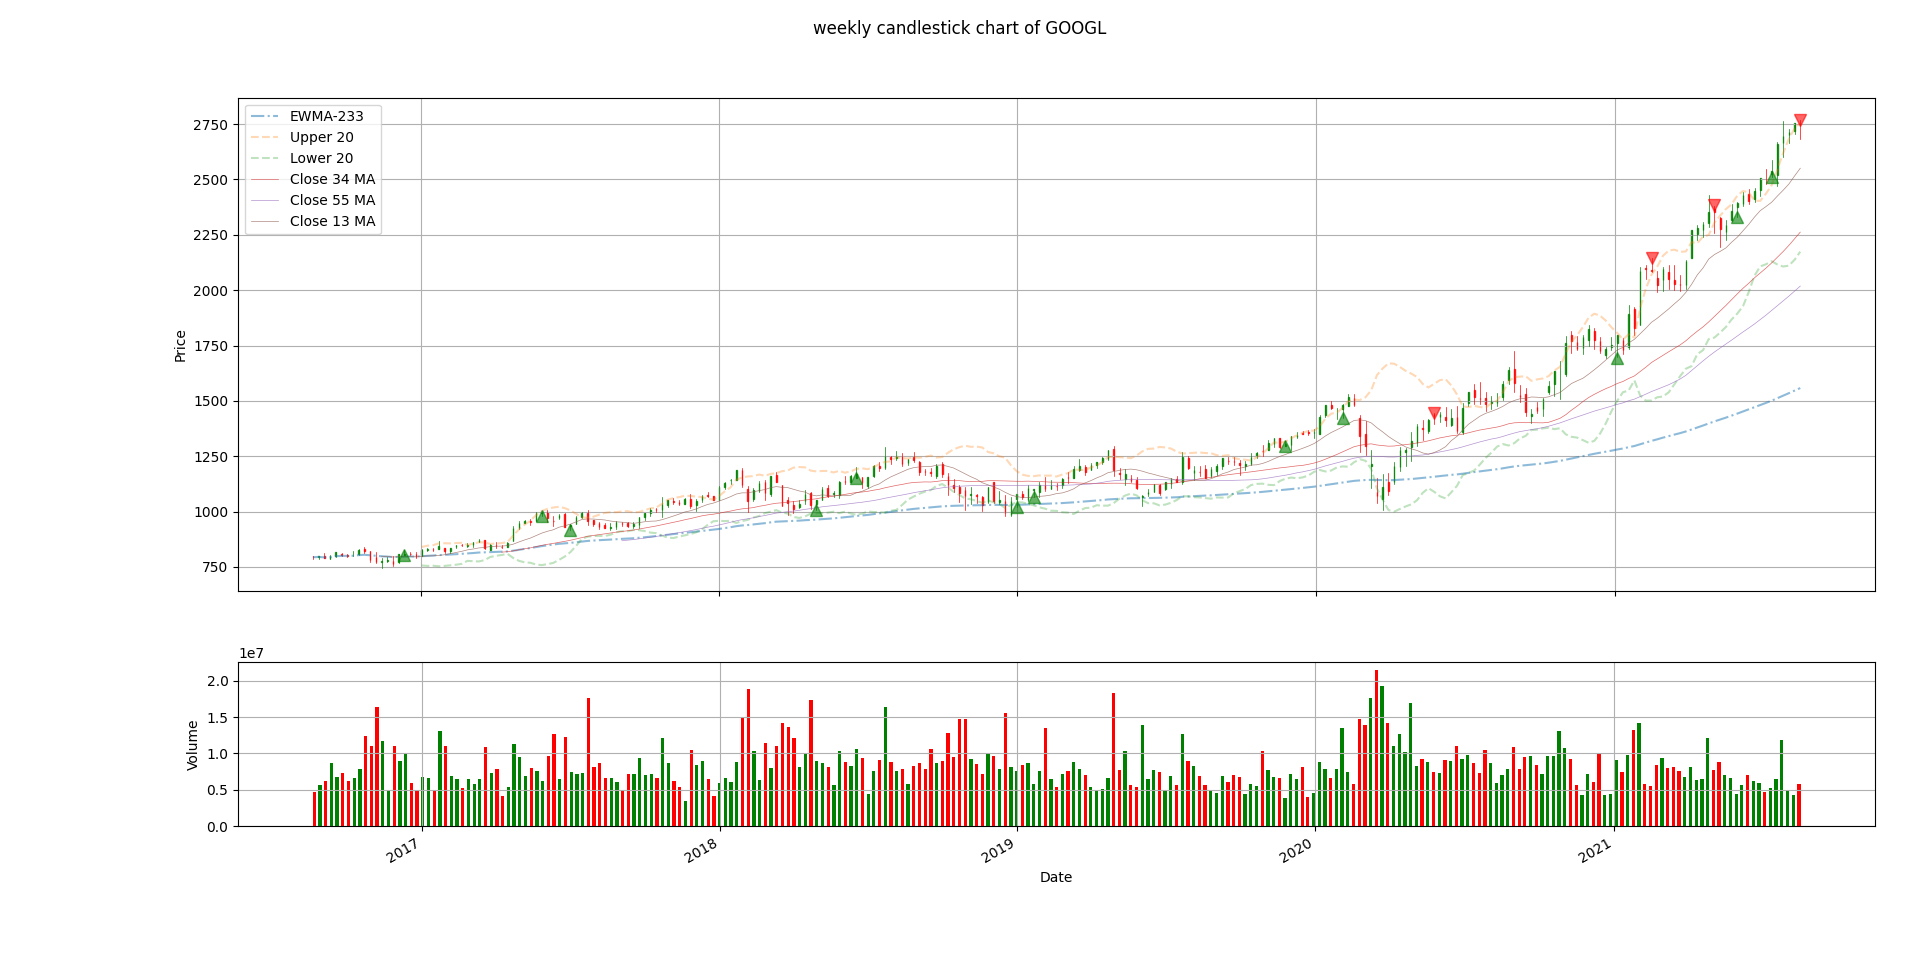 weekly candlestick chart of GOOGL
EWMA-233
Upper 20
Lower 20
Close 34 MA
Close 55 MA
Close 13 MA
Price
2750
2500
2250
2000
1750
1500
1250
1000
750
1e7
Volume
2.0
1.5
1.0
0.5
0.0
2017
2018
2019
2020
2021
Date